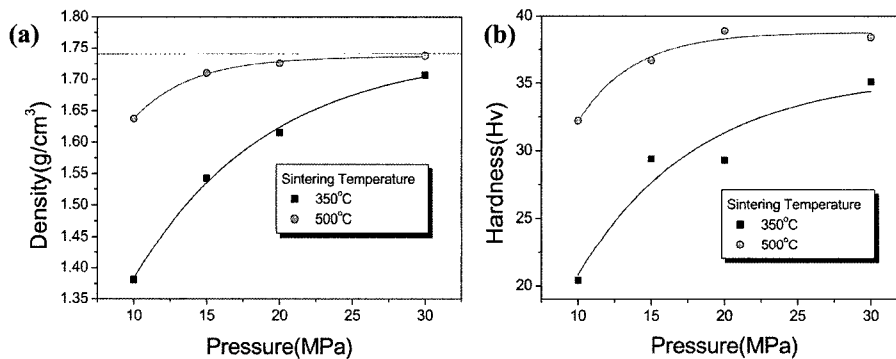 (a)
Density(g/cm³)
1.80
1.75
1.70
1.65
1.60
1.55
1.50
1.45
1.40
1.35
Sintering Temperature
350°C
500°C
10 15 20 25 30
Pressure(MPa)
(b)
Hardness(Hv)
40
35
30
25
20
Sintering Temperature
350°C
500°C
10 15 20 25 30
Pressure(MPa)